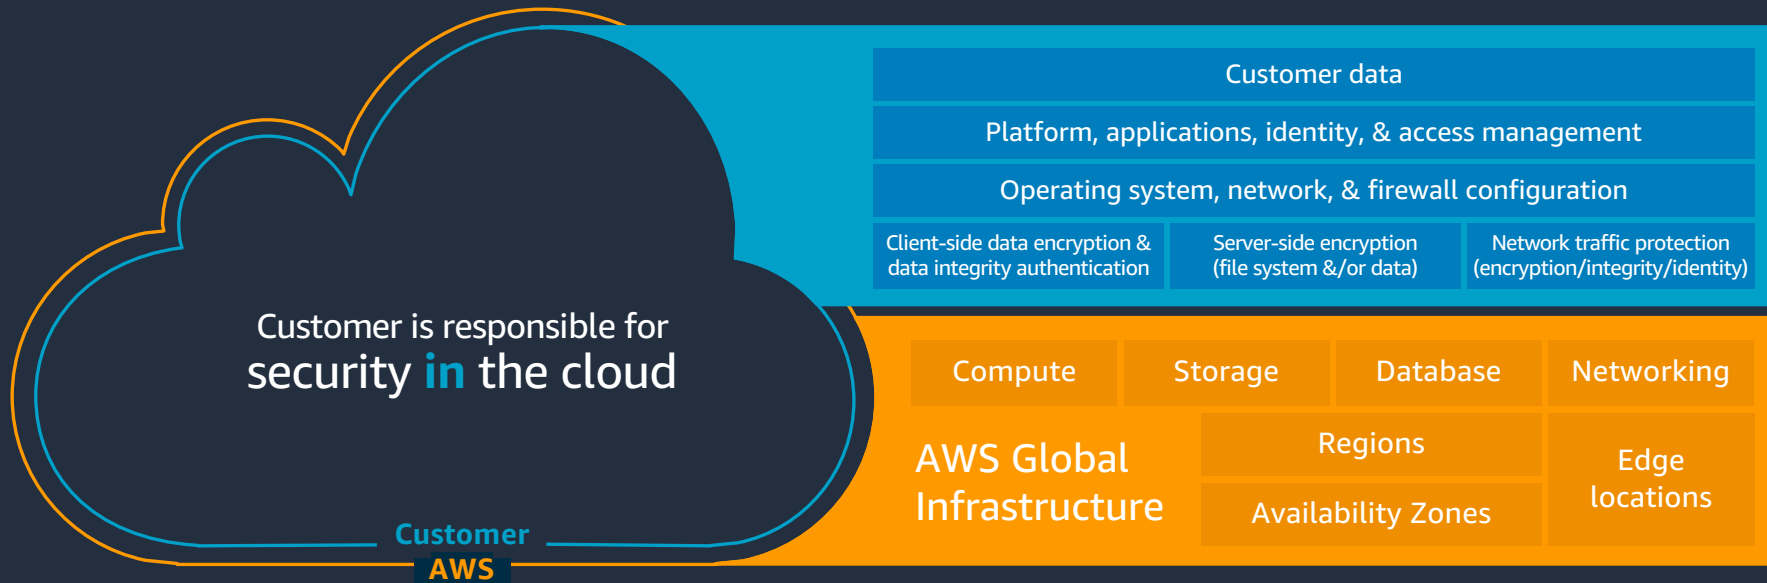 Customer is responsible for
security in the cloud
Customer
AWS
Customer data
Platform, applications, identity, & access management
Operating system, network, & firewall configuration
Client-side data encryption &
data integrity authentication
Server-side encryption
(file system &/or data)
Network traffic protection
(encryption/integrity/identity)
Compute
Storage
Database
Networking
AWS Global
Infrastructure
Regions
Availability Zones
Edge
locations